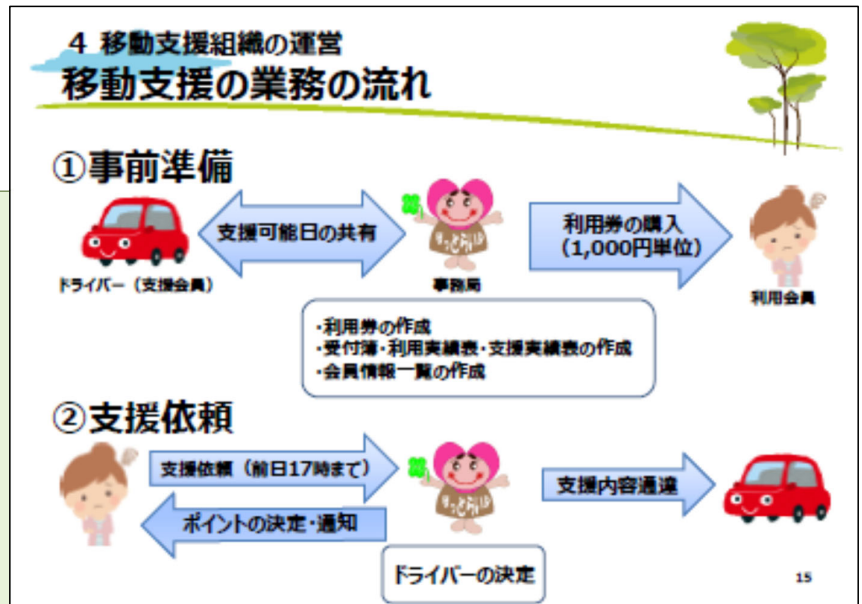 4 移動支援組織の運営
移動支援の業務の流れ
①事前準備
支援可能日の共有
利用券の購入
（1,000円単位）
ドライバー（支援会員）
事務局
利用会員
・利用券の作成
・受付簿・利用実績表・支援実績表の作成
・会員情報一覧の作成
②支援依頼
支援依頼（前日17時まで）
支援内容通達
ポイントの決定・通知
ドライバーの決定
15